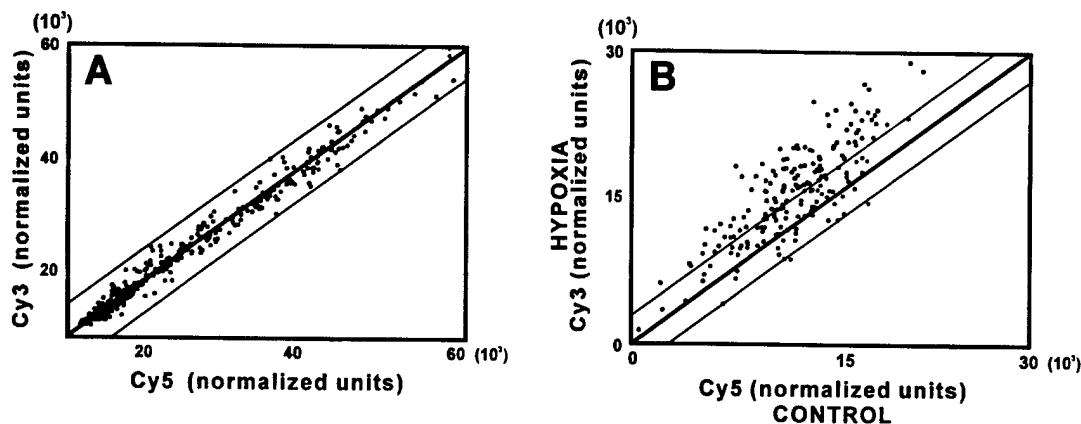 (10³)
60
A
40
20
Cy3 (normalized units)
20 40 60 (10³)
Cy5 (normalized units)
(10³)
30
B
15
0
HYPOXIA
Cy3 (normalized units)
0 15 30 (10³)
Cy5 (normalized units)
CONTROL